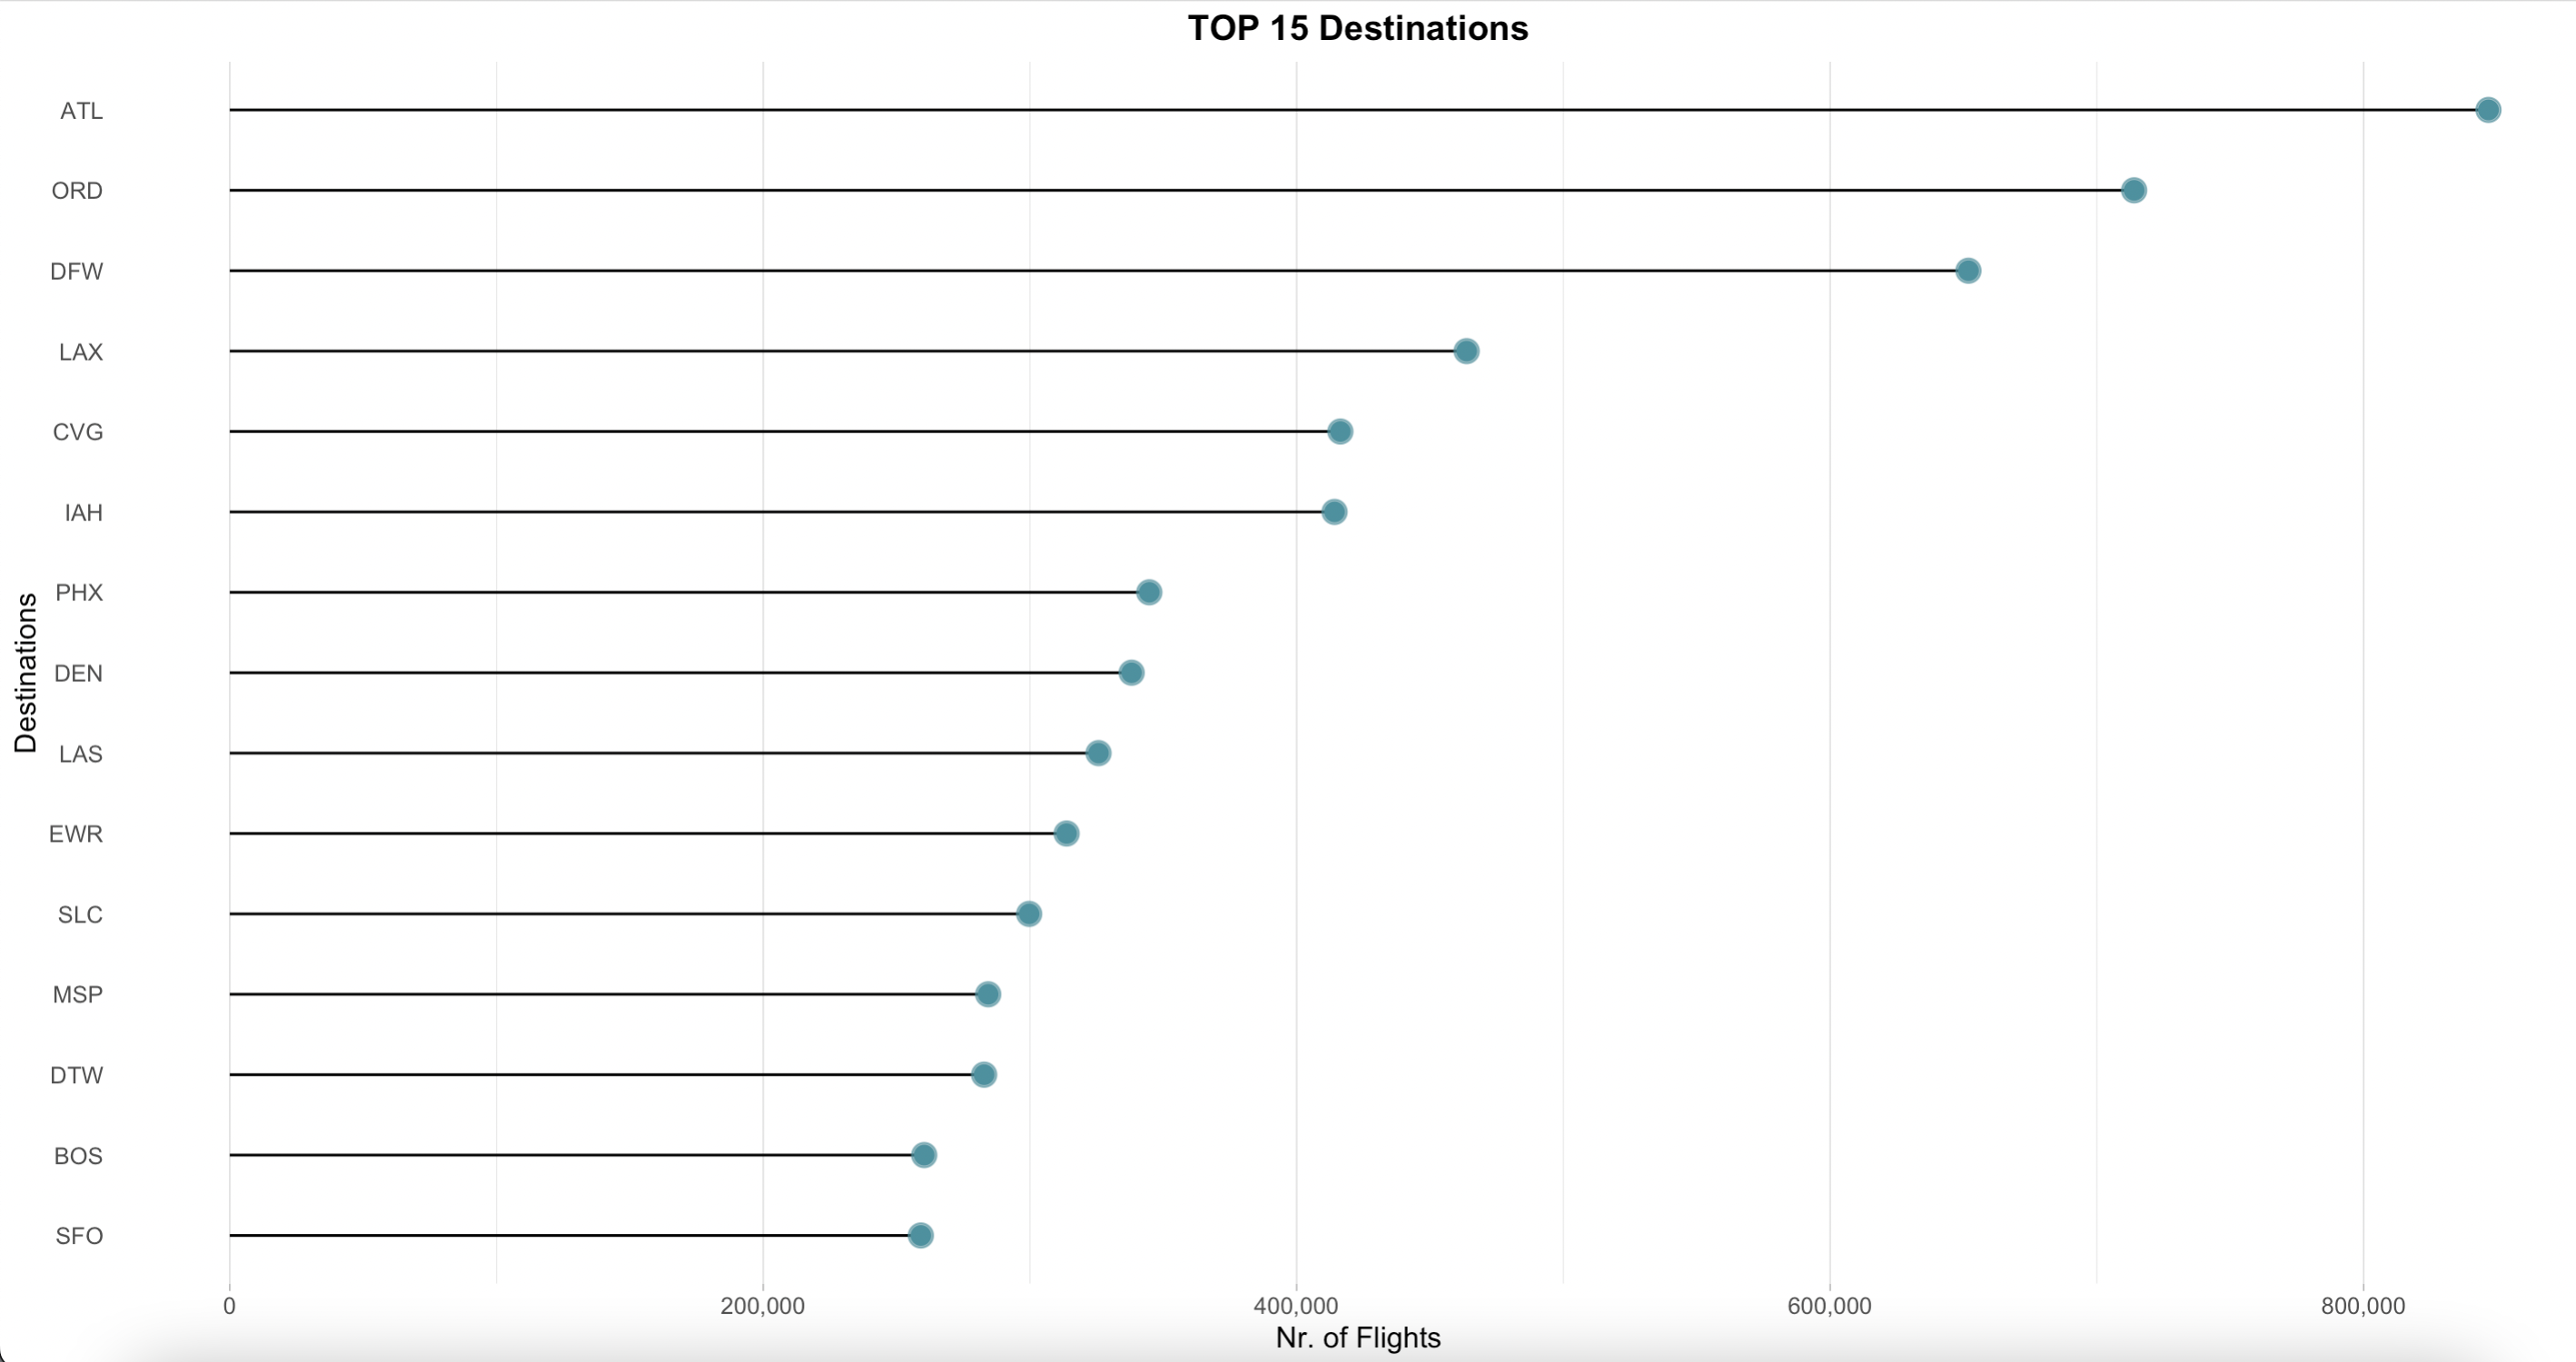 TOP 15 Destinations
ATL
ORD
DFW
LAX
CVG
IAH
PHX
DEN
LAS
EWR
SLC
MSP
DTW
BOS
SFO
Destinations
0 200,000 400,000 600,000 800,000
Nr. of Flights